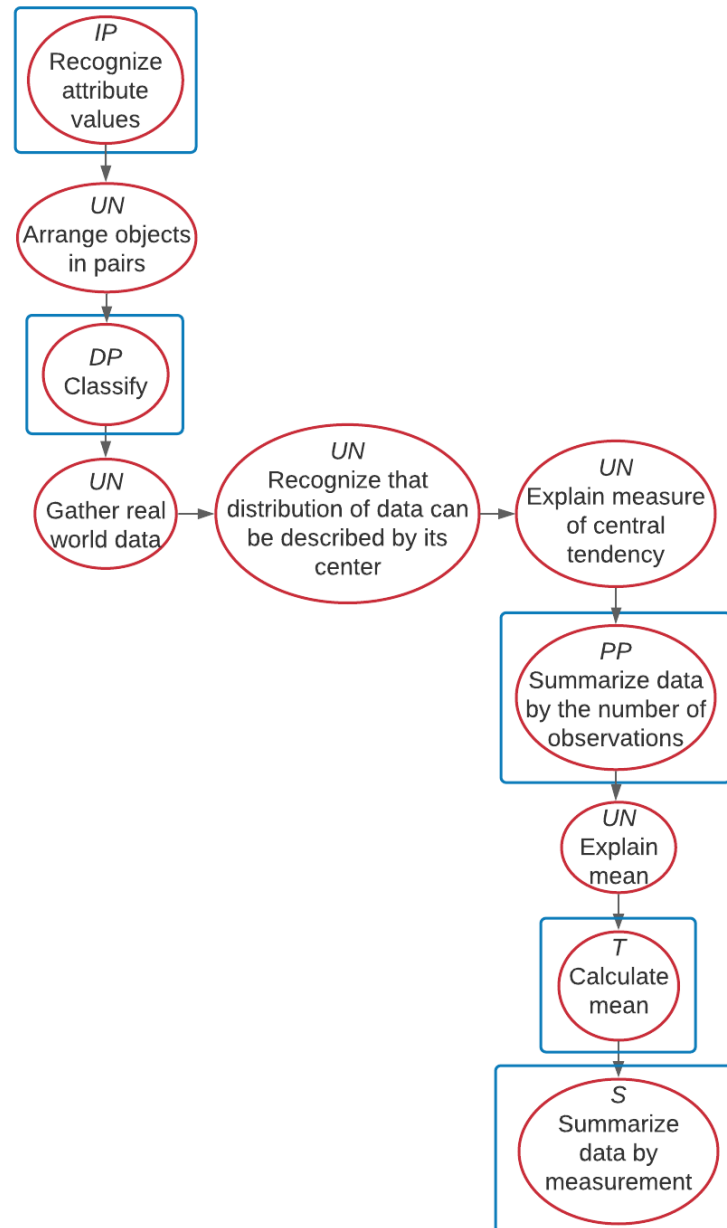 IP
Recognize
attribute
values
UN
Arrange objects
in pairs
DP
Classify
UN
Gather real
world data
UN
Recognize that
distribution of data can
be described by its
center
UN
Explain measure
of central
tendency
PP
Summarize data
by the number of
observations
UN
Explain
mean
T
Calculate
mean
S
Summarize
data by
measurement